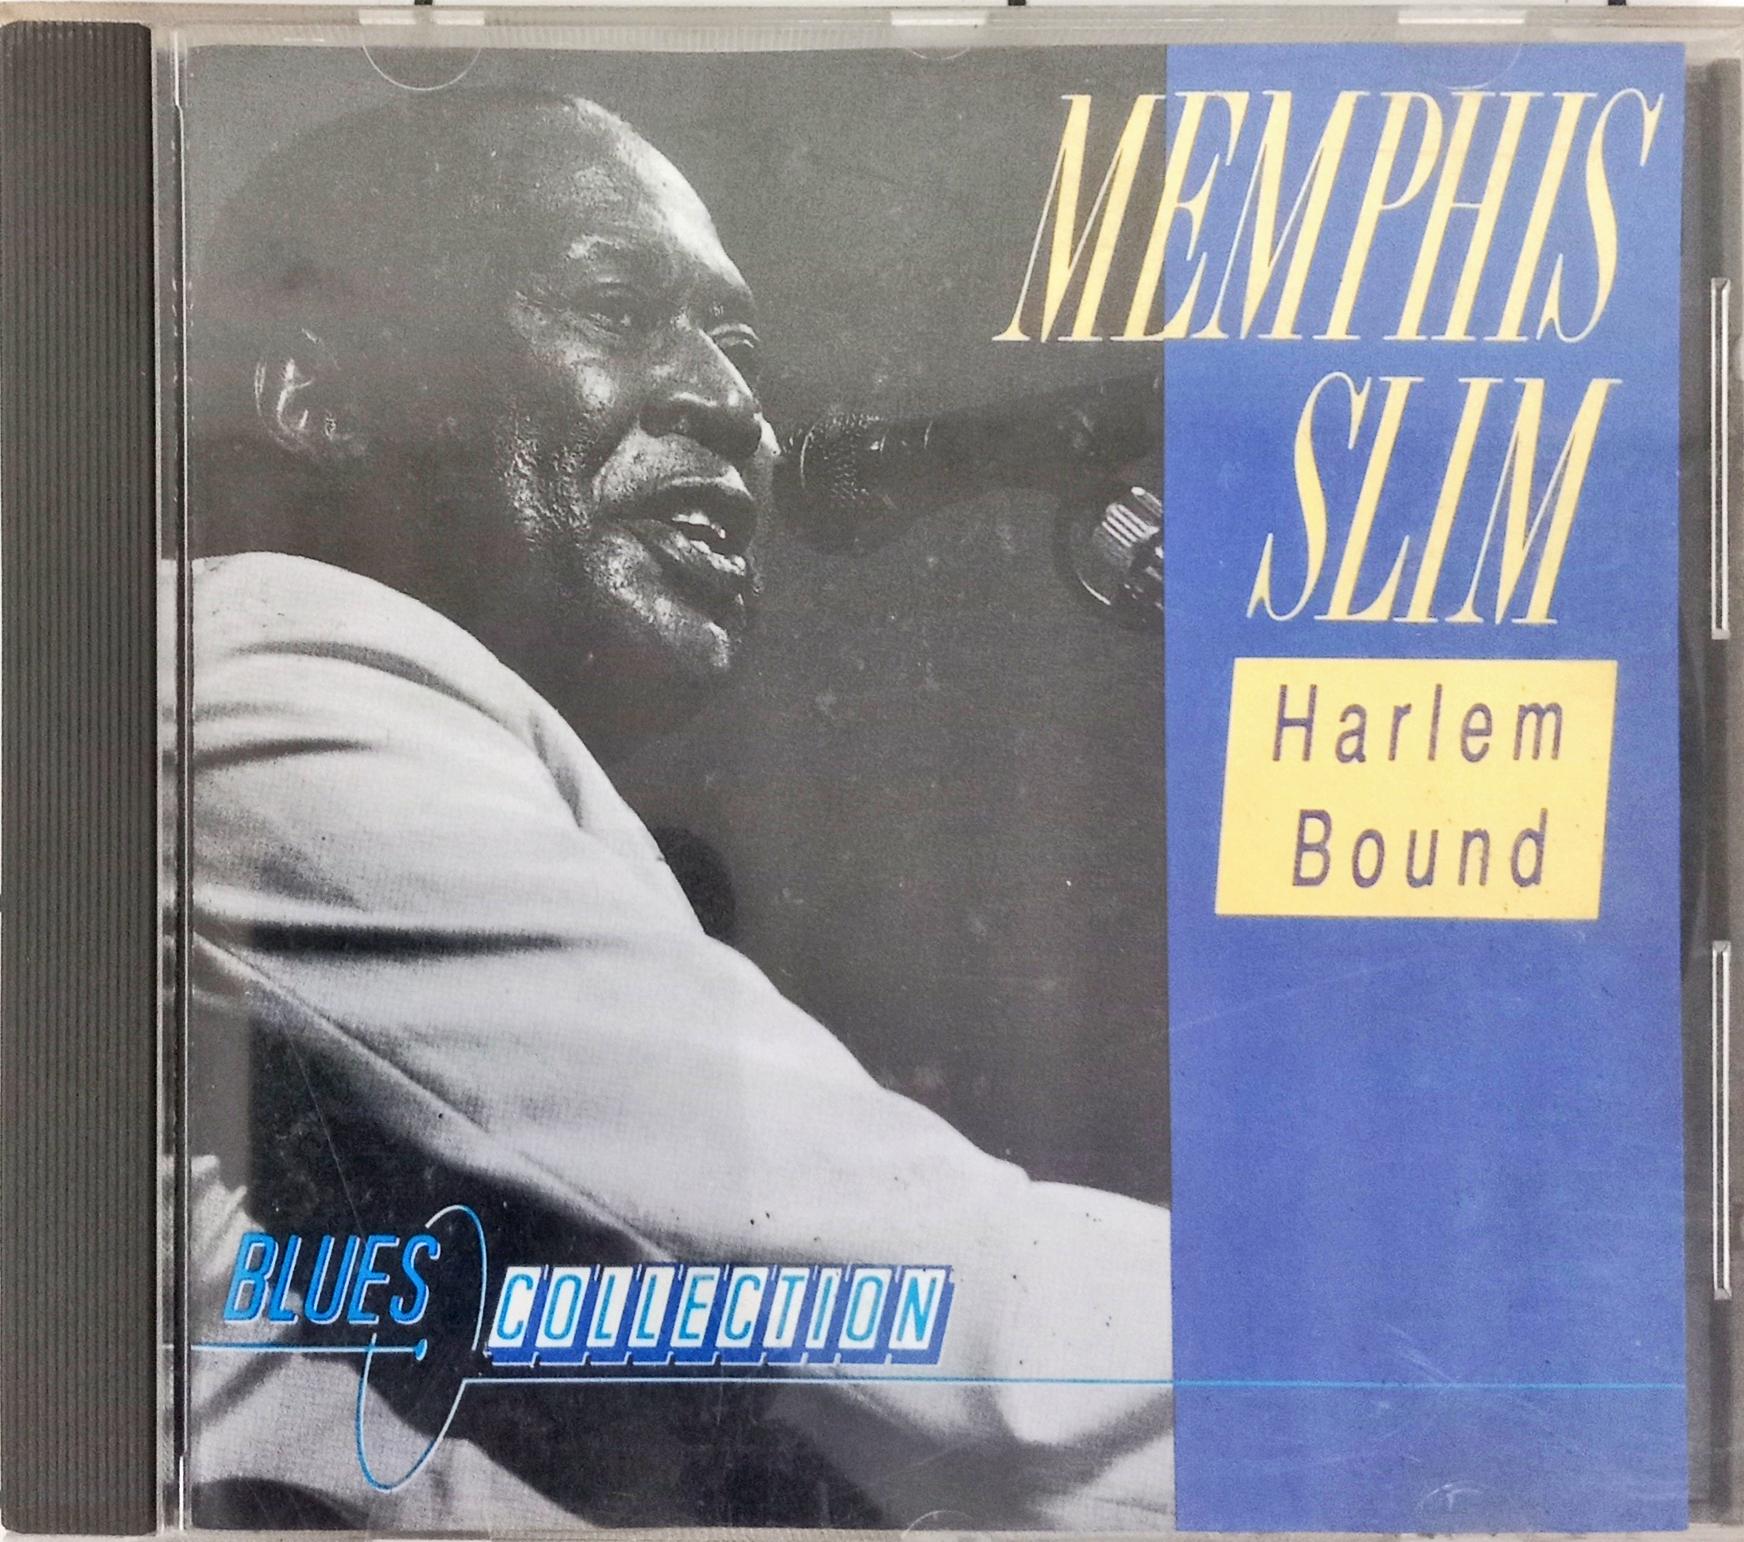 MEMPHIS
SLIM
Harlem
Bound
BLUES COLLECTION